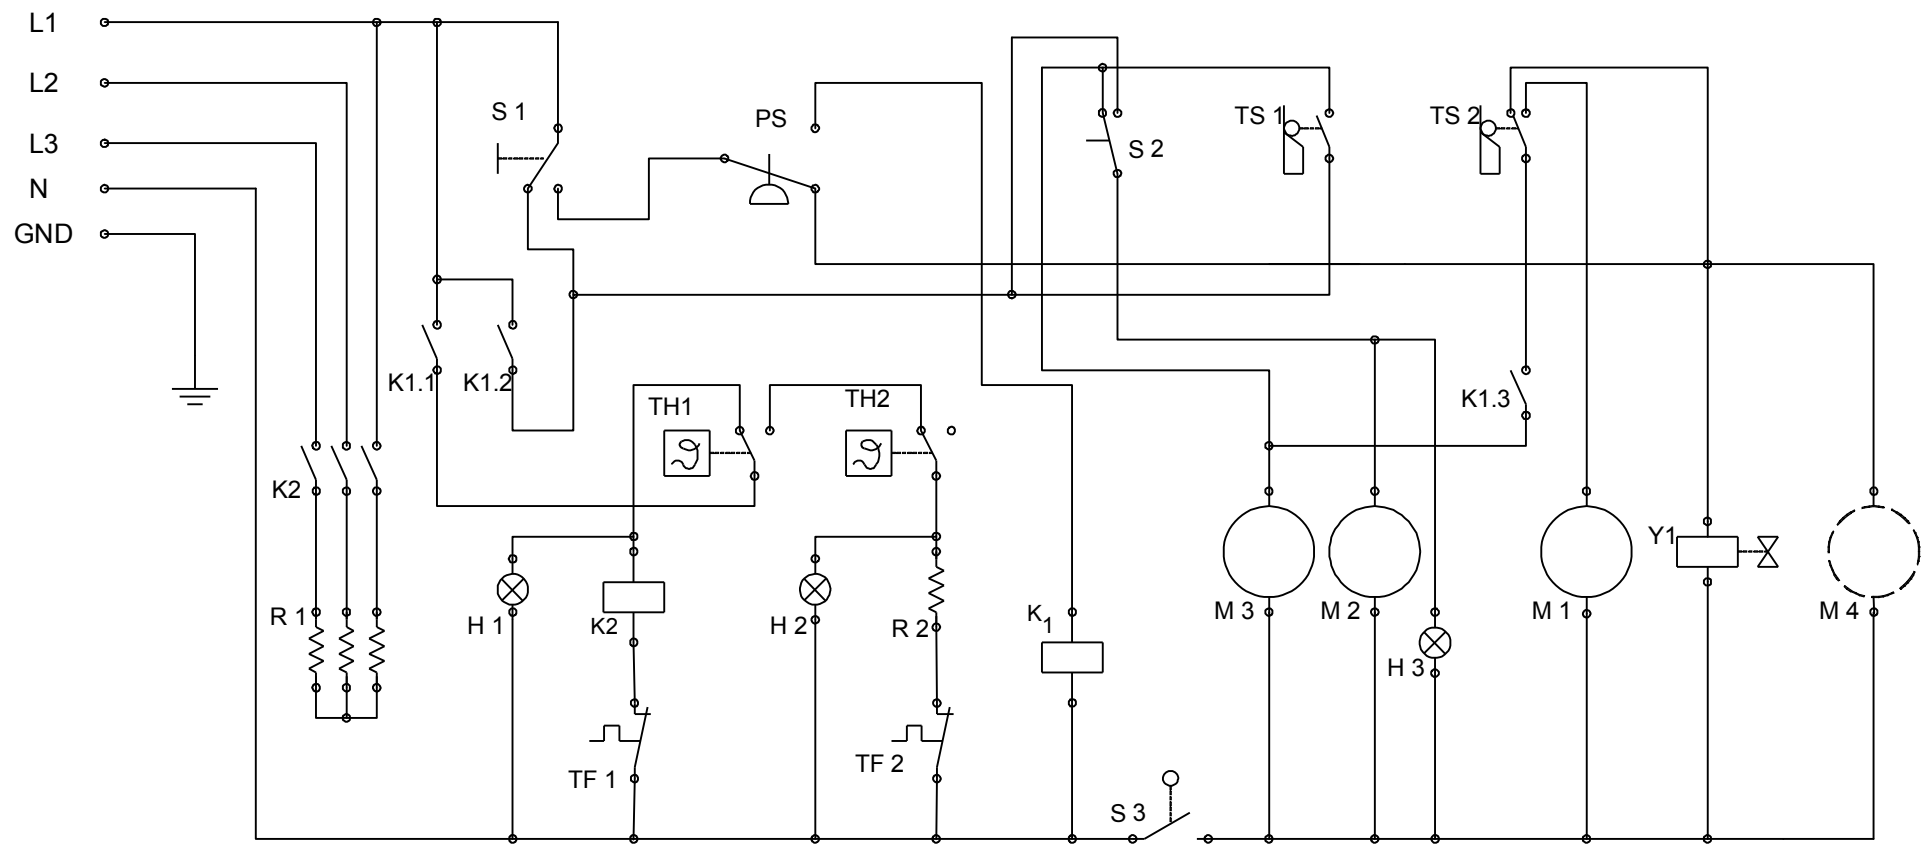 L1
L2
L3
N
GND
S 1
PS
S 2
TS 1
TS 2
K1.1
K1.2
K1.3
TH1
TH2
K2
R 1
H 1
K2
H 2
R 2
K1
M 3
M 2
H 3
M 1
Y1
M 4
TF 1
TF 2
S 3